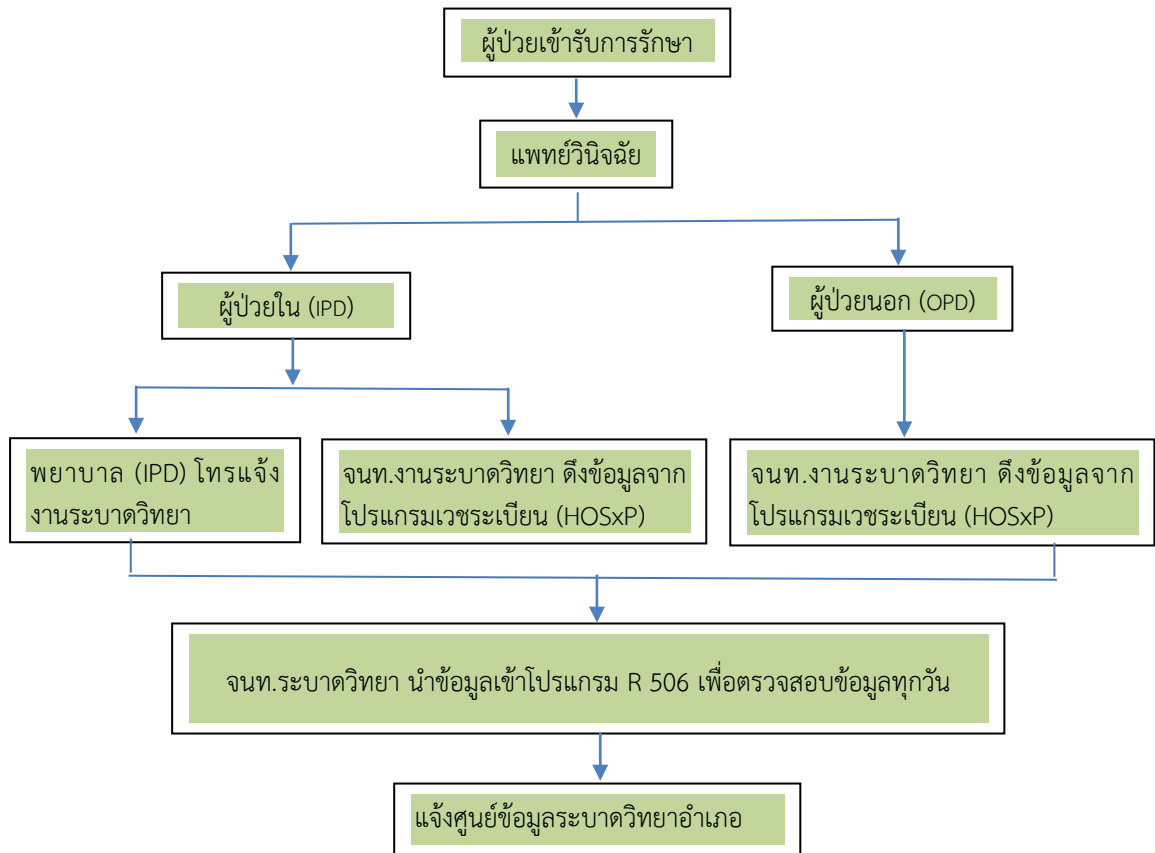 ผู้ป่วยเข้ารับการรักษา
แพทย์วินิจฉัย
ผู้ป่วยใน (IPD)
ผู้ป่วยนอก (OPD)
พยาบาล (IPD) โทรแจ้ง
งานระบาดวิทยา
จนท.งานระบาดวิทยา ดึงข้อมูลจาก
โปรแกรมเวชระเบียน (HOSxP)
จนท.งานระบาดวิทยา ดึงข้อมูลจาก
โปรแกรมเวชระเบียน (HOSxP)
จนท.ระบาดวิทยา นำข้อมูลเข้าโปรแกรม R 506 เพื่อตรวจสอบข้อมูลทุกวัน
แจ้งศูนย์ข้อมูลระบาดวิทยาอำเภอ